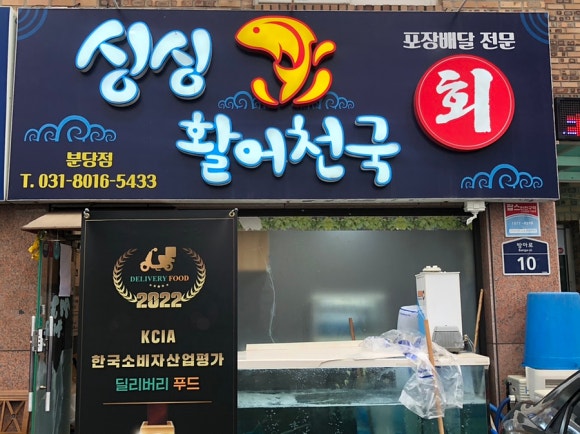 싱싱
포장배달 전문
회
활어천국
분당점
T. 031-8016-5433
DELIVERY FOOD
2022
KCIA
한국소비자산업평가
딜리버리 푸드
10